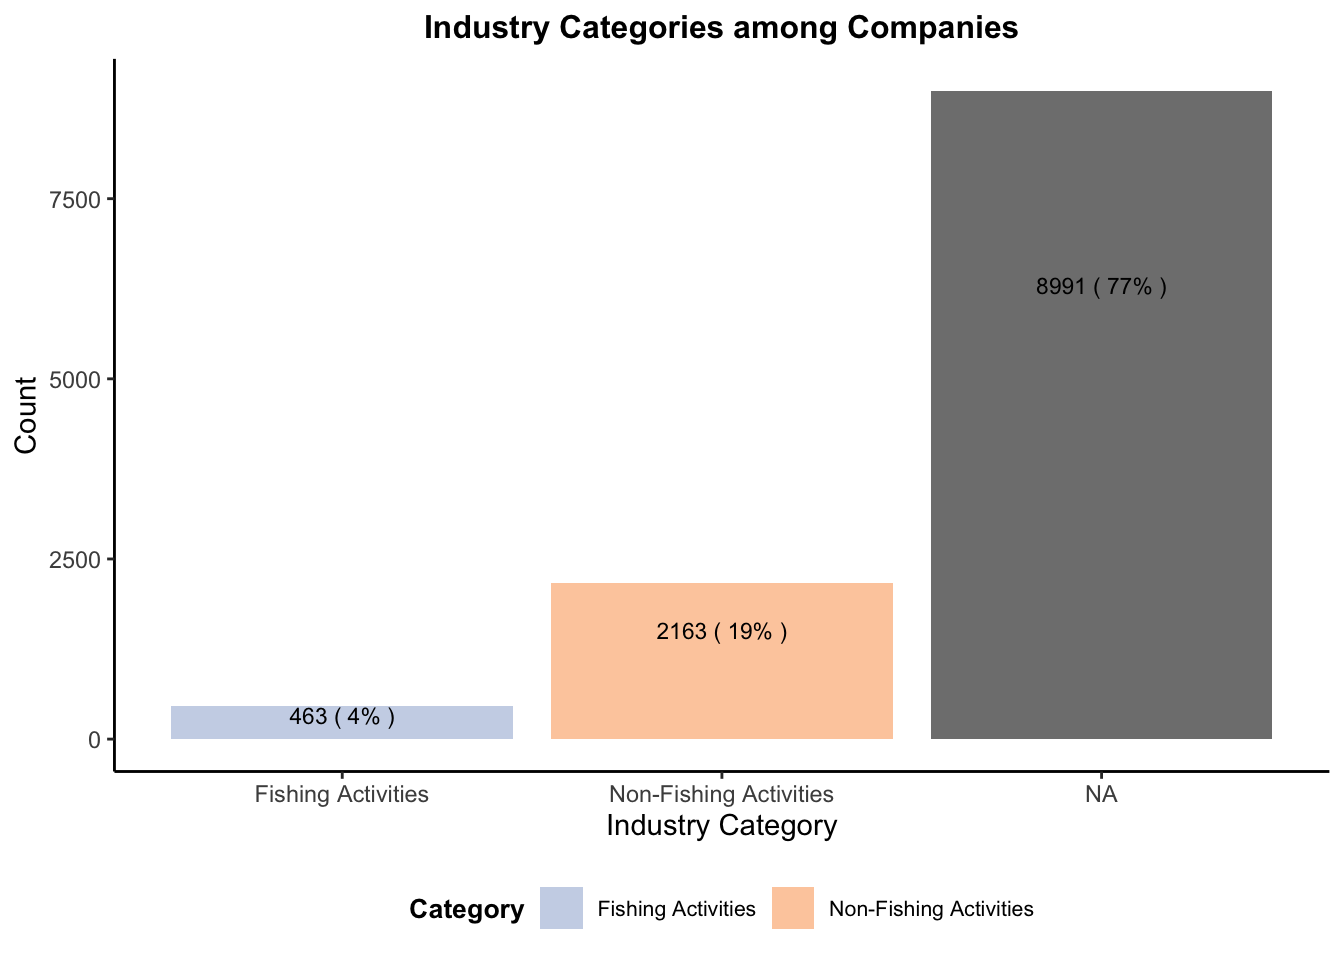 Industry Categories among Companies
Count
7500
5000
2500
0
8991 ( 77% )
2163 ( 19% )
463 ( 4% )
Fishing Activities
Non-Fishing Activities
NA
Industry Category
Category
Fishing Activities
Non-Fishing Activities